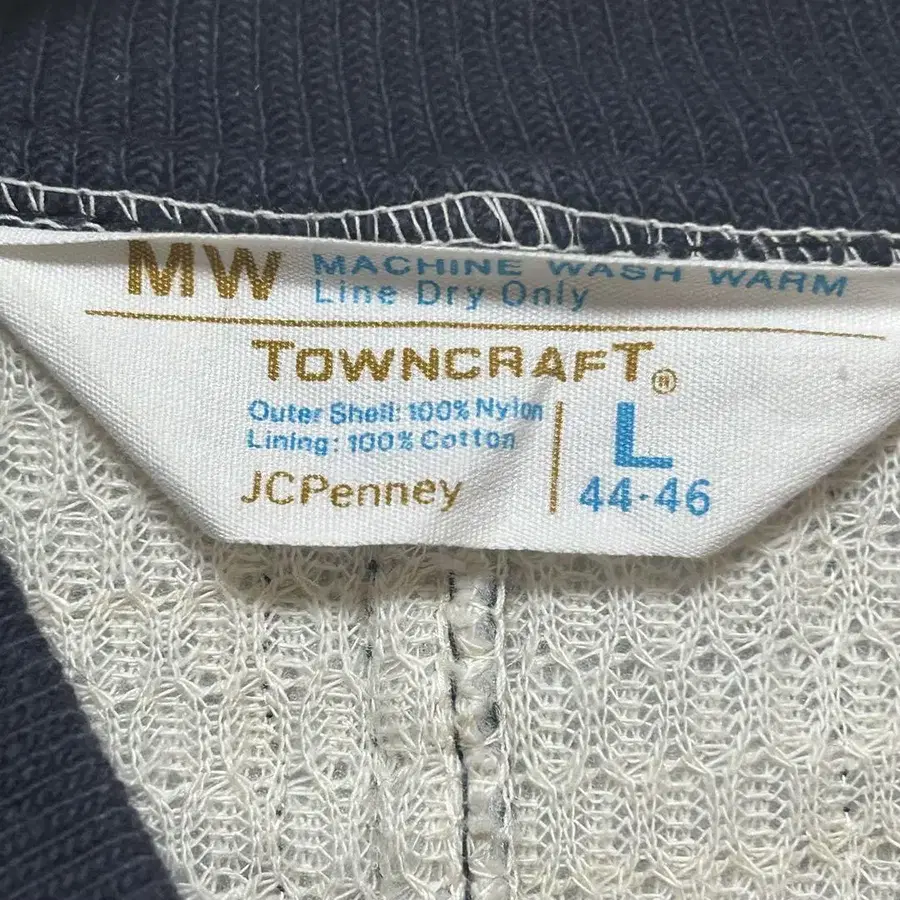 MW MACHINE WASH WARM
Line Dry Only
TOWNCRAFT®
Outer Shell: 100% Nylon
Lining: 100% Cotton
JCPenney
L
44-46